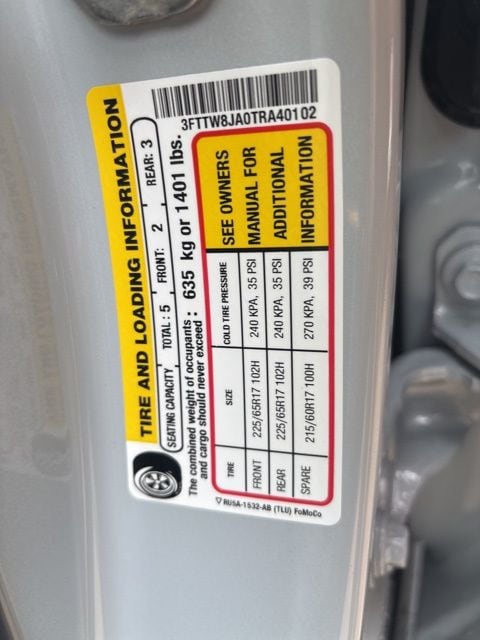 3FTTW8JA0TRA40102
TIRE AND LOADING INFORMATION
SEATING CAPACITY TOTAL : 5 FRONT: 2 REAR: 3
The combined weight of occupants : 635 kg or 1401 lbs.
and cargo should never exceed
TIRE SIZE COLD TIRE PRESSURE
FRONT 225/65R17 102H 240 KPA, 35 PSI
REAR 225/65R17 102H 240 KPA, 35 PSI
SPARE 215/60R17 100H 270 KPA, 39 PSI
SEE OWNERS
MANUAL FOR
ADDITIONAL
INFORMATION
RU5A-1532-AB (TLU) FoMoCo